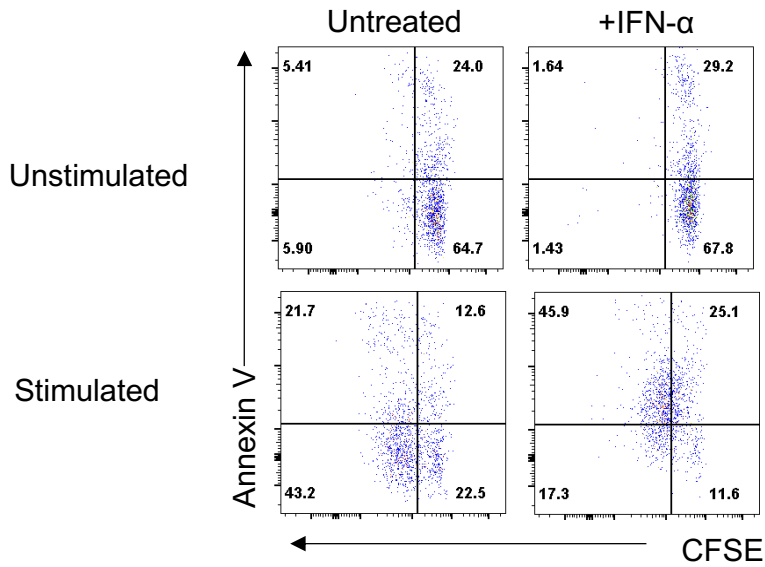 Untreated
+IFN-α
Unstimulated
5.41
24.0
5.90
64.7
1.64
29.2
1.43
67.8
Stimulated
21.7
12.6
43.2
22.5
45.9
25.1
17.3
11.6
Annexin V
CFSE